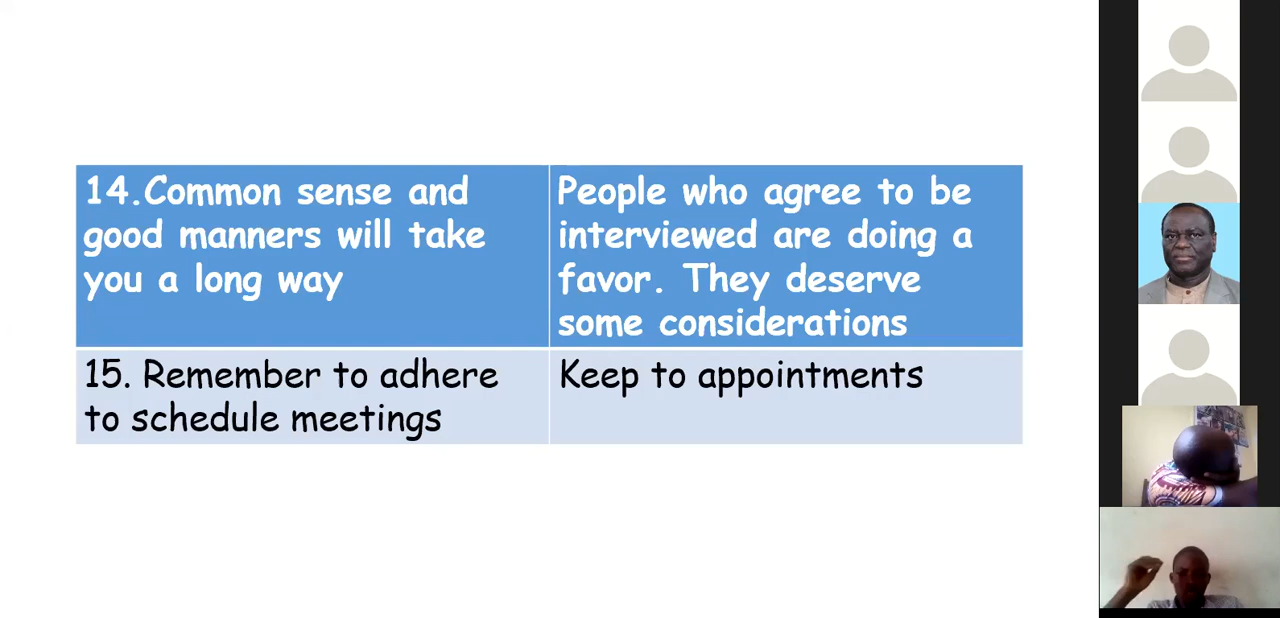 14.Common sense and
good manners will take
you a long way
People who agree to be
interviewed are doing a
favor. They deserve
some considerations
15. Remember to adhere
to schedule meetings
Keep to appointments